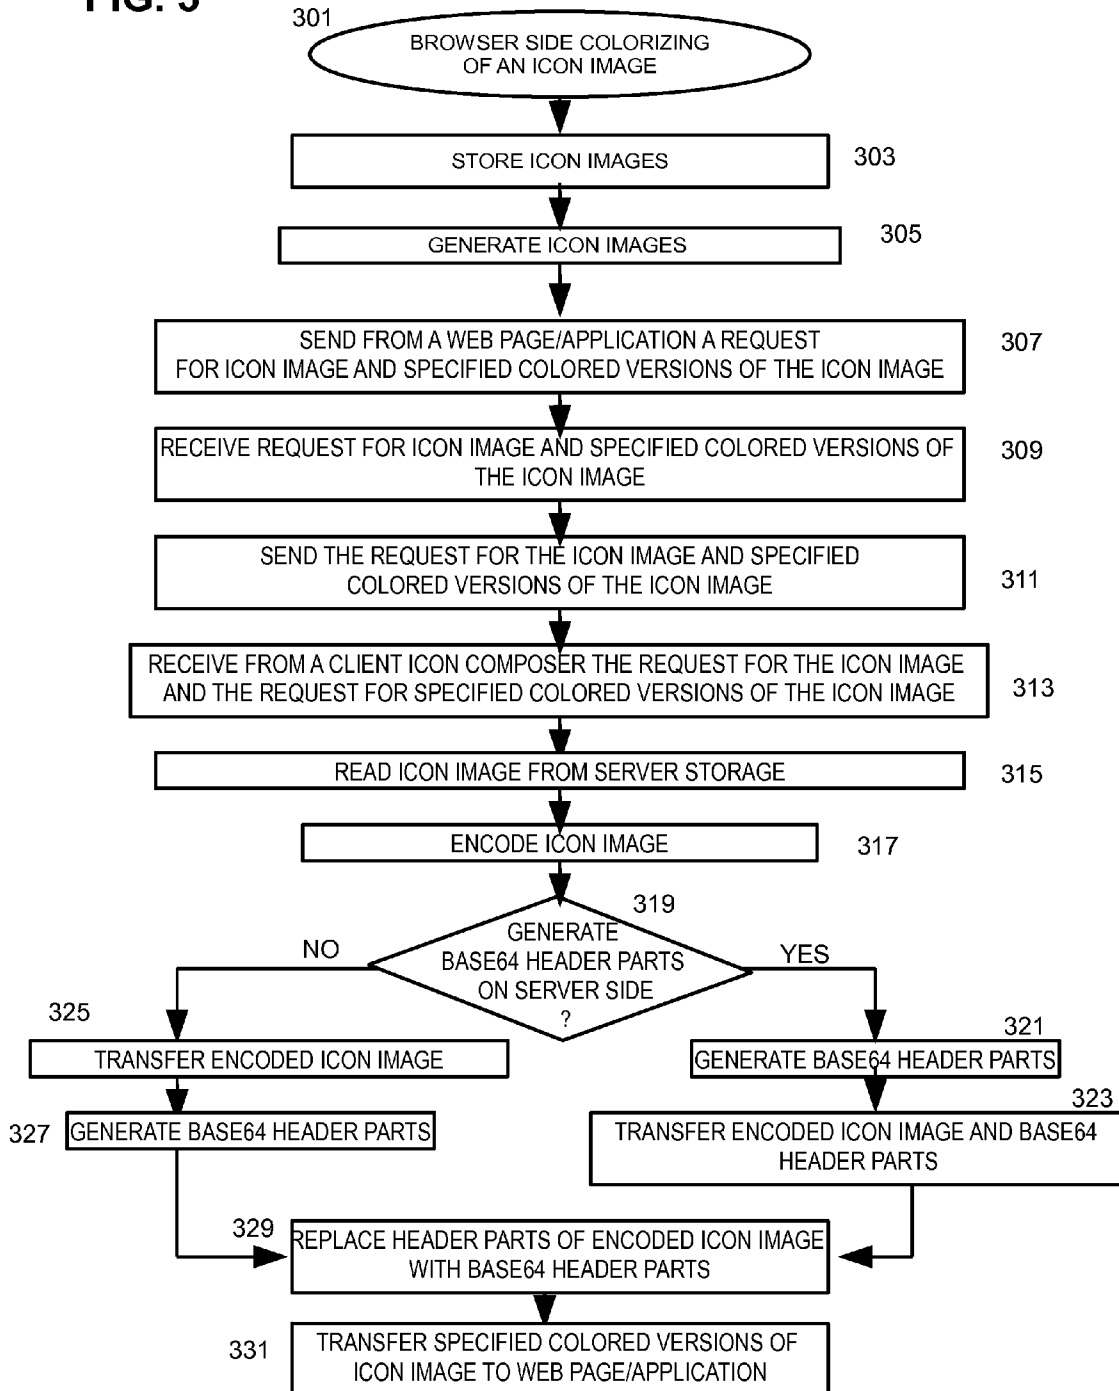 FIG. 3
301
BROWSER SIDE COLORIZING
OF AN ICON IMAGE
STORE ICON IMAGES
303
GENERATE ICON IMAGES
305
SEND FROM A WEB PAGE/APPLICATION A REQUEST
FOR ICON IMAGE AND SPECIFIED COLORED VERSIONS OF THE ICON IMAGE
307
RECEIVE REQUEST FOR ICON IMAGE AND SPECIFIED COLORED VERSIONS OF
THE ICON IMAGE
309
SEND THE REQUEST FOR THE ICON IMAGE AND SPECIFIED
COLORED VERSIONS OF THE ICON IMAGE
311
RECEIVE FROM A CLIENT ICON COMPOSER THE REQUEST FOR THE ICON IMAGE
AND THE REQUEST FOR SPECIFIED COLORED VERSIONS OF THE ICON IMAGE
313
READ ICON IMAGE FROM SERVER STORAGE
315
ENCODE ICON IMAGE
317
319
GENERATE
BASE64 HEADER PARTS
ON SERVER SIDE
?
NO
YES
325
TRANSFER ENCODED ICON IMAGE
321
GENERATE BASE64 HEADER PARTS
327
GENERATE BASE64 HEADER PARTS
323
TRANSFER ENCODED ICON IMAGE AND BASE64
HEADER PARTS
329
REPLACE HEADER PARTS OF ENCODED ICON IMAGE
WITH BASE64 HEADER PARTS
331
TRANSFER SPECIFIED COLORED VERSIONS OF
ICON IMAGE TO WEB PAGE/APPLICATION